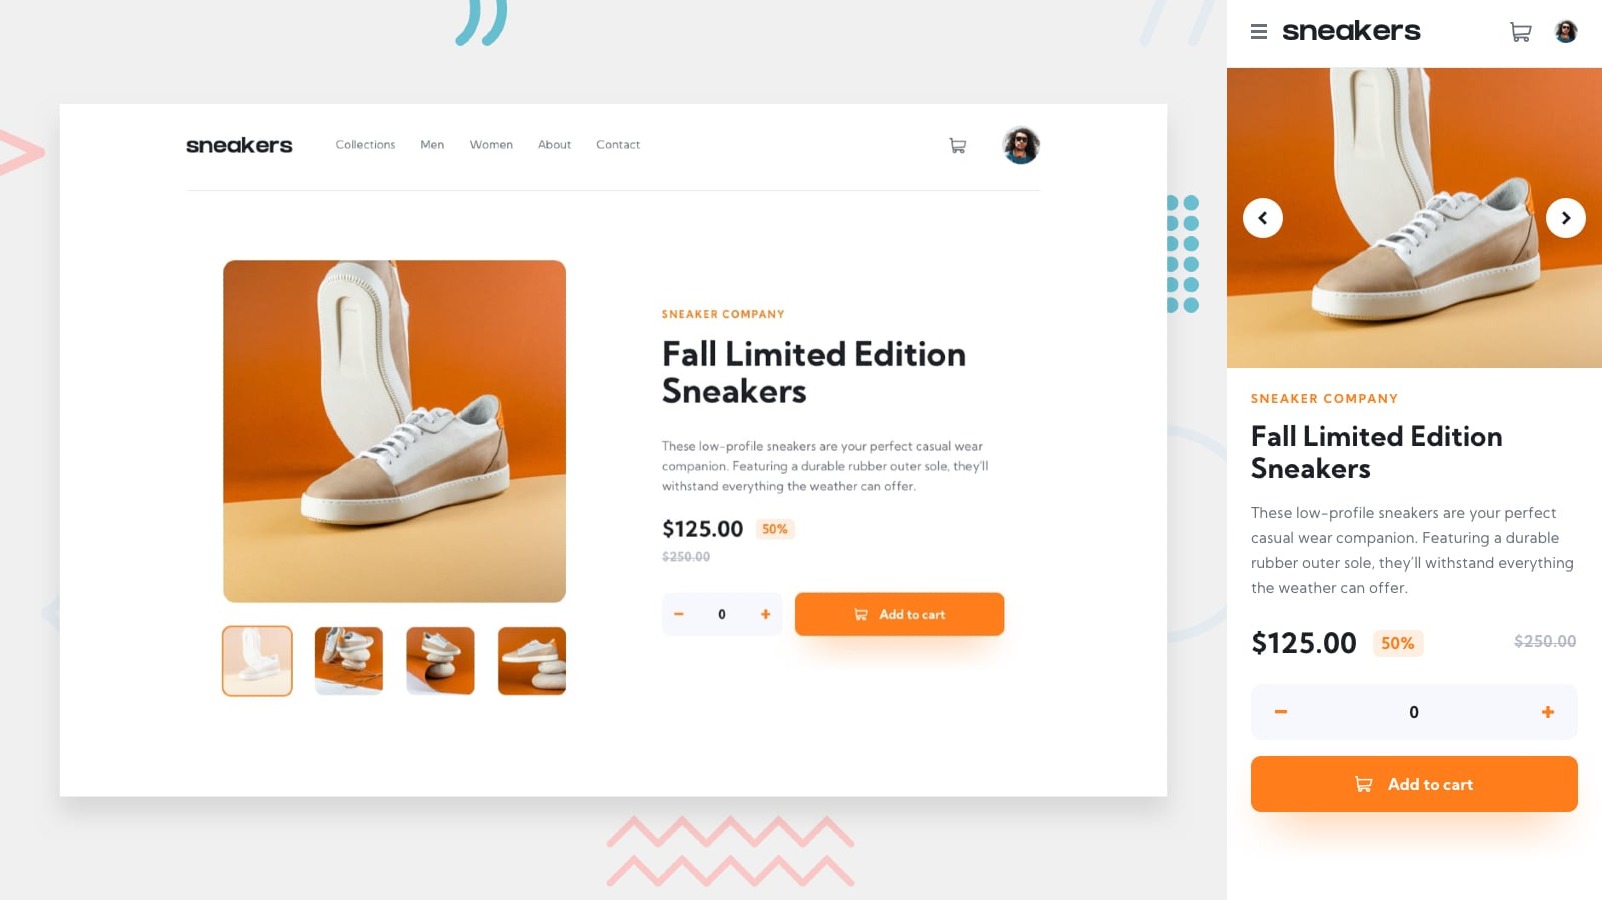 sneakers
Collections Men Women About Contact
SNEAKER COMPANY
Fall Limited Edition
Sneakers
These low-profile sneakers are your perfect casual wear
companion. Featuring a durable rubber outer sole, they'll
withstand everything the weather can offer.
$125.00 50%
$250.00
0
Add to cart
sneakers
SNEAKER COMPANY
Fall Limited Edition
Sneakers
These low-profile sneakers are your perfect
casual wear companion. Featuring a durable
rubber outer sole, they'll withstand everything
the weather can offer.
$125.00 50% $250.00
0
Add to cart